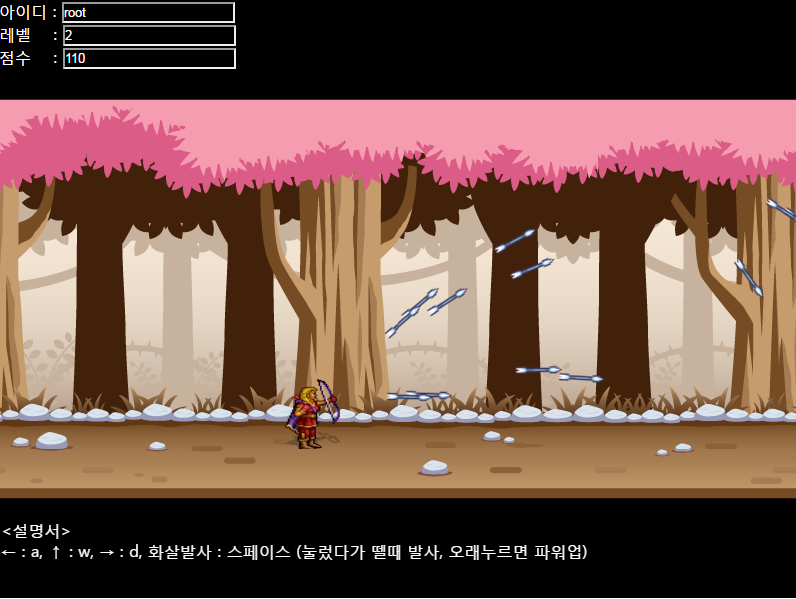 아이디 : root
레벨 : 2
점수 : 110
<설명서>
← : a, ↑ : w, → : d, 화살발사 : 스페이스 (눌렀다가 뗄때 발사, 오래누르면 파워업)